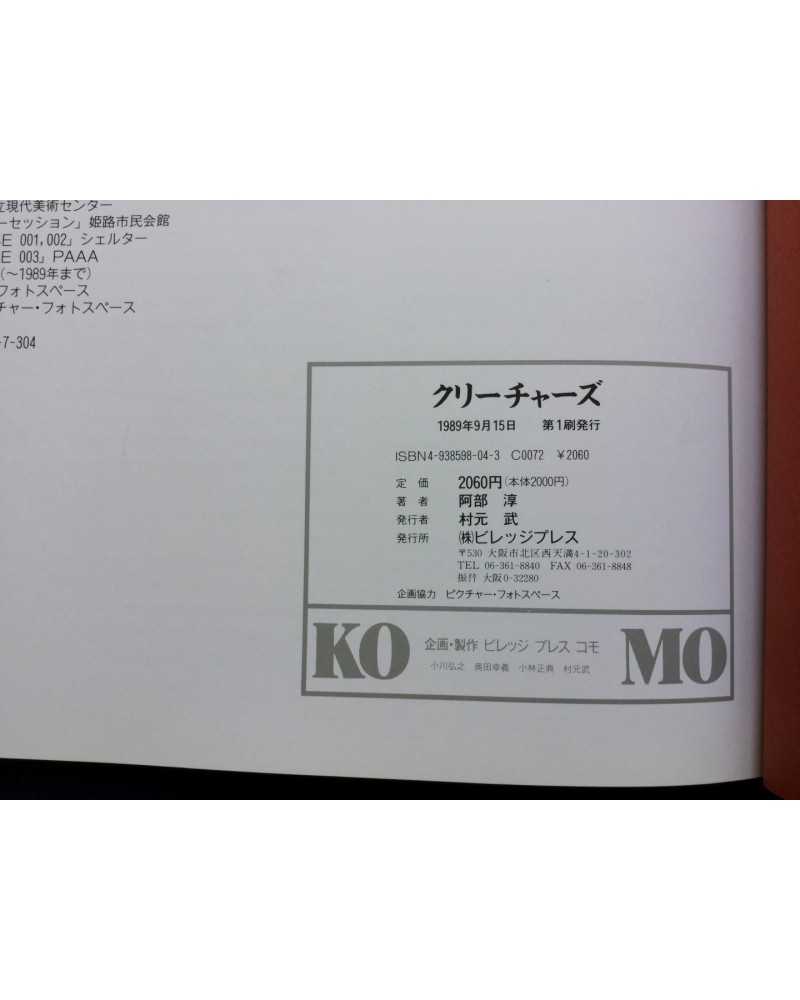 立現代美術センター
ーセッション」姫路市民会館
E 001,002」シェルター
E 003」PAAA
(〜1989年まで)
フォトスペース
チャー・フォトスペース
-7-304
クリーチャーズ
1989年9月15日 第1刷発行
ISBN4-938598-04-3 C0072 ¥2060
定 価 2060円(本体2000円)
著 者 阿部 淳
発行者 村元 武
発行所 ㈱ビレッジプレス
〒530 大阪市北区西天満4-1-20-302
TEL 06-361-8840 FAX 06-361-8848
振替 大阪0-32280
企画協力 ピクチャー・フォトスペース
KO 企画・製作 ビレッジ プレス コモ MO
小川弘之 奥田幸義 小林正典 村元武